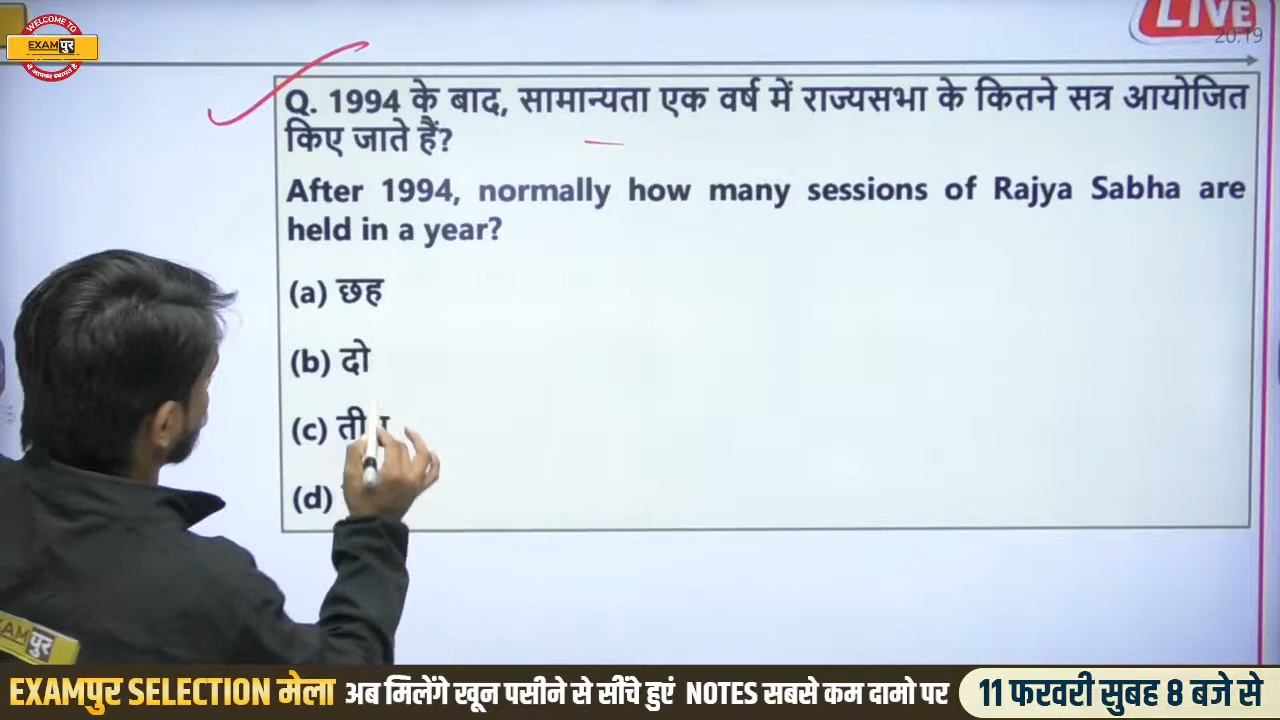 WELCOME TO
EXAMपुर
LIVE
20:19
Q. 1994 के बाद, सामान्यता एक वर्ष में राज्यसभा के कितने सत्र आयोजित
किए जाते हैं?
After 1994, normally how many sessions of Rajya Sabha are
held in a year?
(a) छह
(b) दो
(c)
(d)
पुर
EXAMपुर SELECTION मेला अब मिलेंगे खून पसीने से सींचे हुएं NOTES सबसे कम दामो पर 11 फरवरी सुबह 8 बजे से